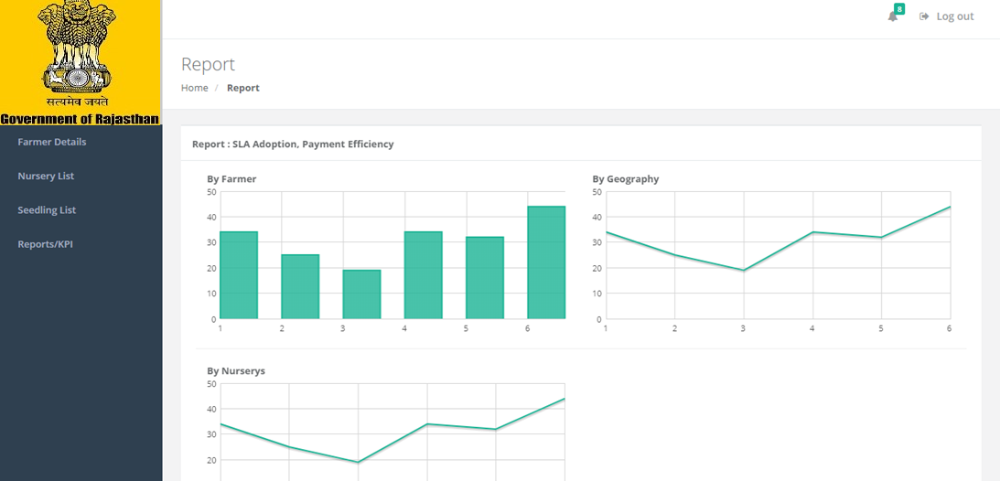 8
Log out
सत्यमेव जयते
Government of Rajasthan
Farmer Details
Nursery List
Seedling List
Reports/KPI
Report
Home / Report
Report : SLA Adoption, Payment Efficiency
By Farmer
50
40
30
20
10
0
1 2 3 4 5 6
By Geography
50
40
30
20
10
0
1 2 3 4 5 6
By Nurserys
50
40
30
20